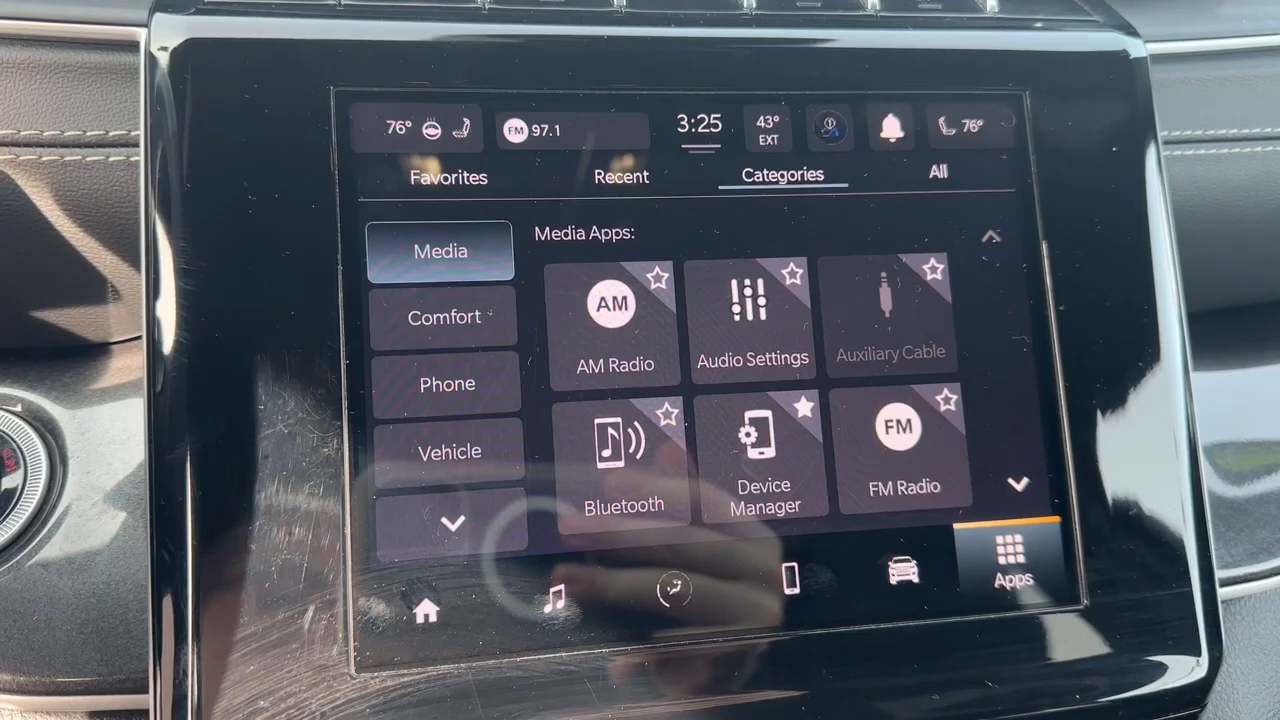 76°
FM 97.1
3:25
43°
EXT
76°
Favorites
Recent
Categories
All
Media
Comfort
Phone
Vehicle
Media Apps:
AM
AM Radio
Audio Settings
Auxiliary Cable
Bluetooth
Device
Manager
FM
FM Radio
Apps